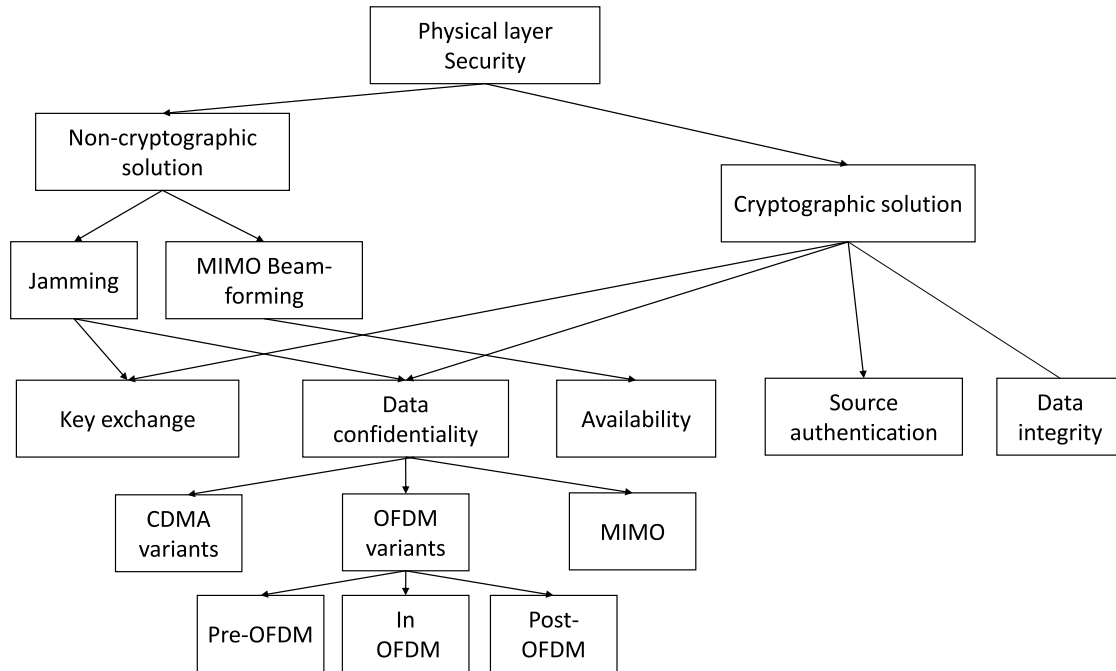 Physical layer
Security
Non-cryptographic
solution
Cryptographic solution
Jamming
MIMO Beam-
forming
Key exchange
Data
confidentiality
Availability
Source
authentication
Data
integrity
CDMA
variants
OFDM
variants
MIMO
Pre-OFDM
In
OFDM
Post-
OFDM